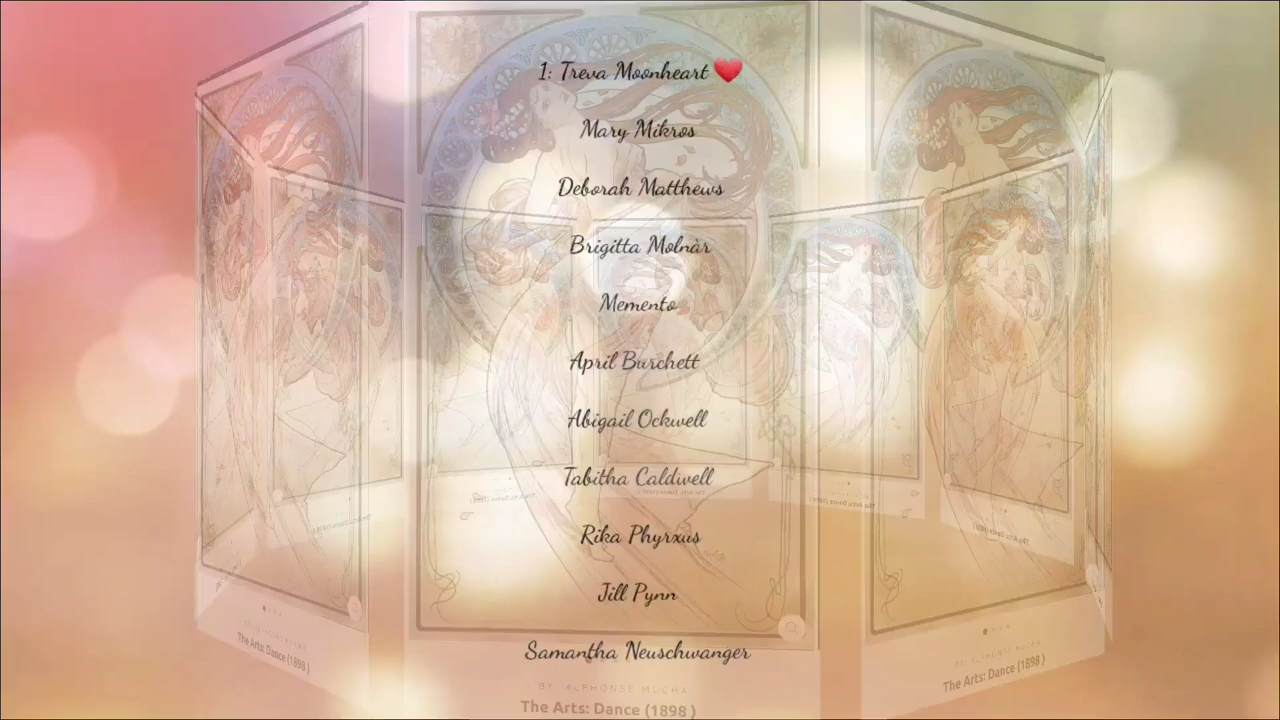 1: Treva Moonheart ❤️
Mary Mikros
Deborah Matthews
Brigitta Molnàr
Memento
April Burchett
Abigail Ockwell
Tabitha Caldwell
Rika Phyrxus
Jill Pynn
Samantha Neuschwanger
BY: ALPHONSE MUCHA
The Arts: Dance (1898)
The Arts: Dance (1898)
The Arts: Dance (1898)